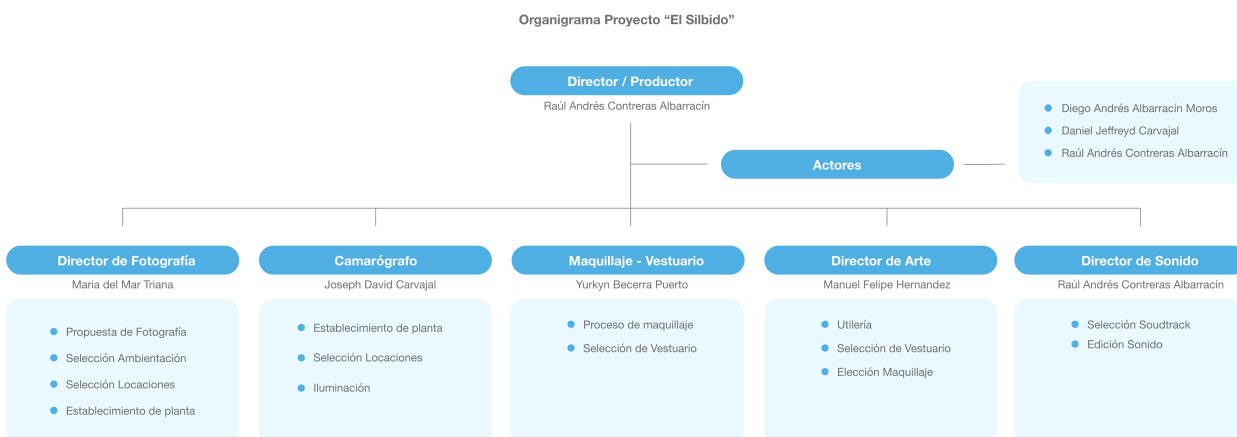 Organigrama Proyecto “El Silbido”
Director / Productor
Raúl Andrés Contreras Albarracín
Actores
Diego Andrés Albarracín Moros
Daniel Jeffreyd Carvajal
Raúl Andrés Contreras Albarracín
Director de Fotografía
Maria del Mar Triana
Propuesta de Fotografía
Selección Ambientación
Selección Locaciones
Establecimiento de planta
Camarógrafo
Joseph David Carvajal
Establecimiento de planta
Selección Locaciones
Iluminación
Maquillaje - Vestuario
Yurkyn Becerra Puerto
Proceso de maquillaje
Selección de Vestuario
Director de Arte
Manuel Felipe Hernandez
Utilería
Selección de Vestuario
Elección Maquillaje
Director de Sonido
Raúl Andrés Contreras Albarracín
Selección Soudtrack
Edición Sonido